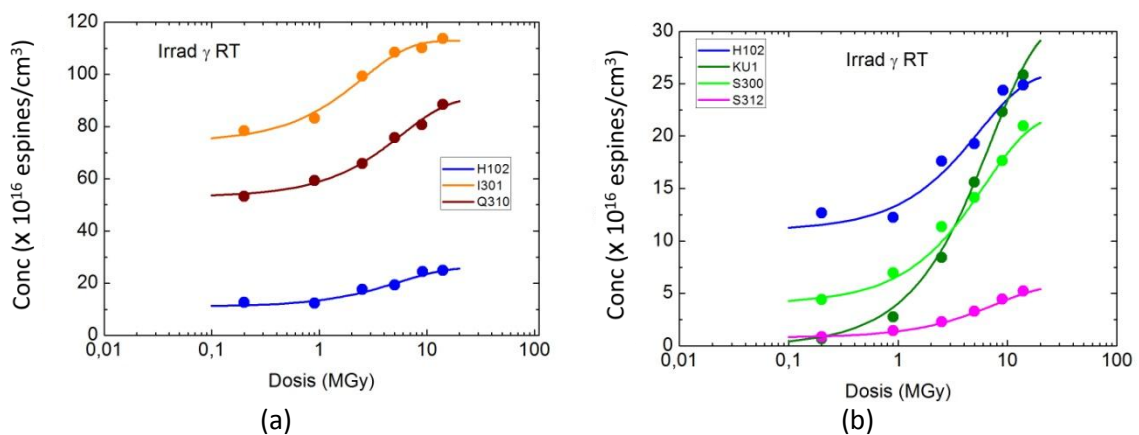 120
100
80
60
40
20
0
Conc (x 10¹⁶ espines/cm³)
Irrad γ RT
H102
I301
Q310
0,01
0,1
1
10
100
Dosis (MGy)
(a)
30
25
20
15
10
5
0
Conc (x 10¹⁶ espines/cm³)
H102
KU1
S300
S312
Irrad γ RT
0,01
0,1
1
10
100
Dosis (MGy)
(b)